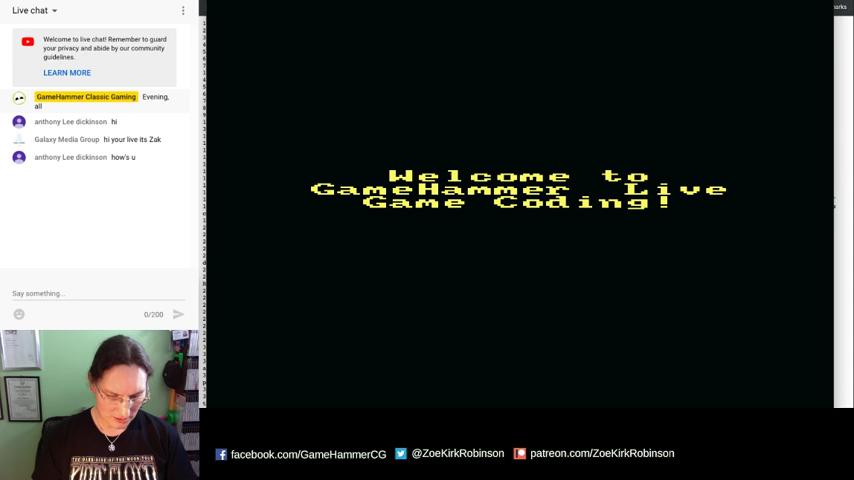 Live chat
Welcome to live chat! Remember to guard
your privacy and abide by our community
guidelines.
LEARN MORE
GameHammer Classic Gaming Evening,
all
anthony Lee dickinson hi
Galaxy Media Group hi your live its Zak
anthony Lee dickinson how's u
Say something...
0/200
Welcome to
GameHammer Live
Game Coding!
facebook.com/GameHammerCG @ZoeKirkRobinson patreon.com/ZoeKirkRobinson